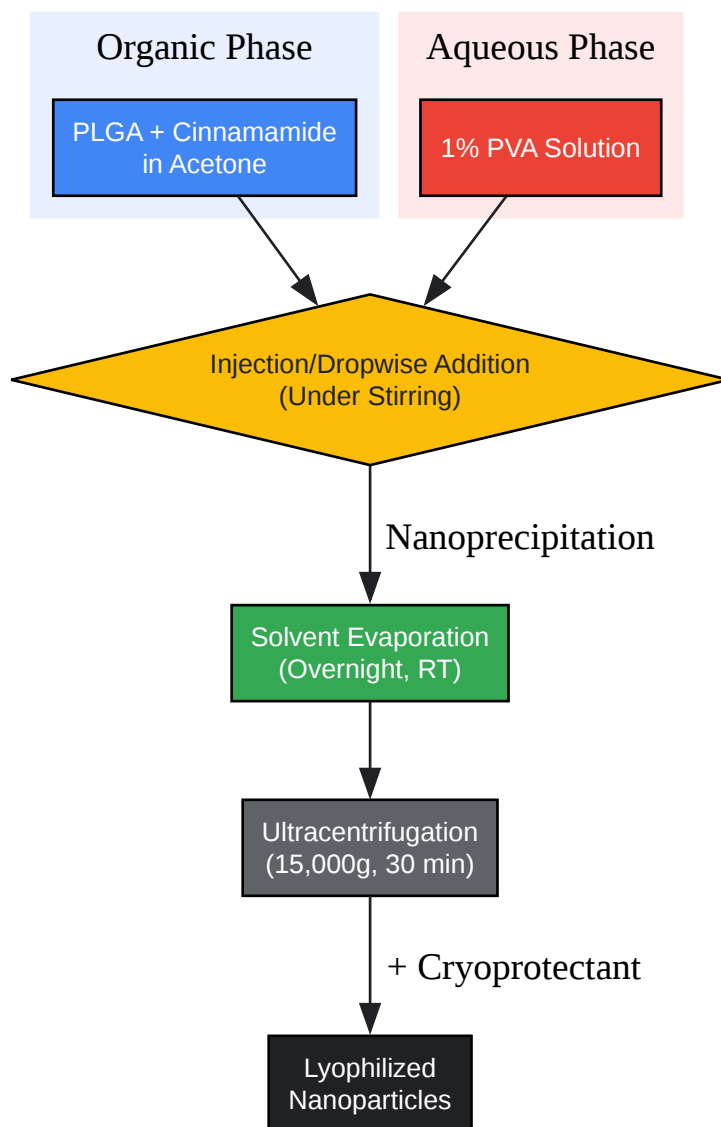 Organic Phase
Aqueous Phase
PLGA + Cinnamamide
in Acetone
1% PVA Solution
Injection/Dropwise Addition
(Under Stirring)
Nanoprecipitation
Solvent Evaporation
(Overnight, RT)
Ultracentrifugation
(15,000g, 30 min)
+ Cryoprotectant
Lyophilized
Nanoparticles